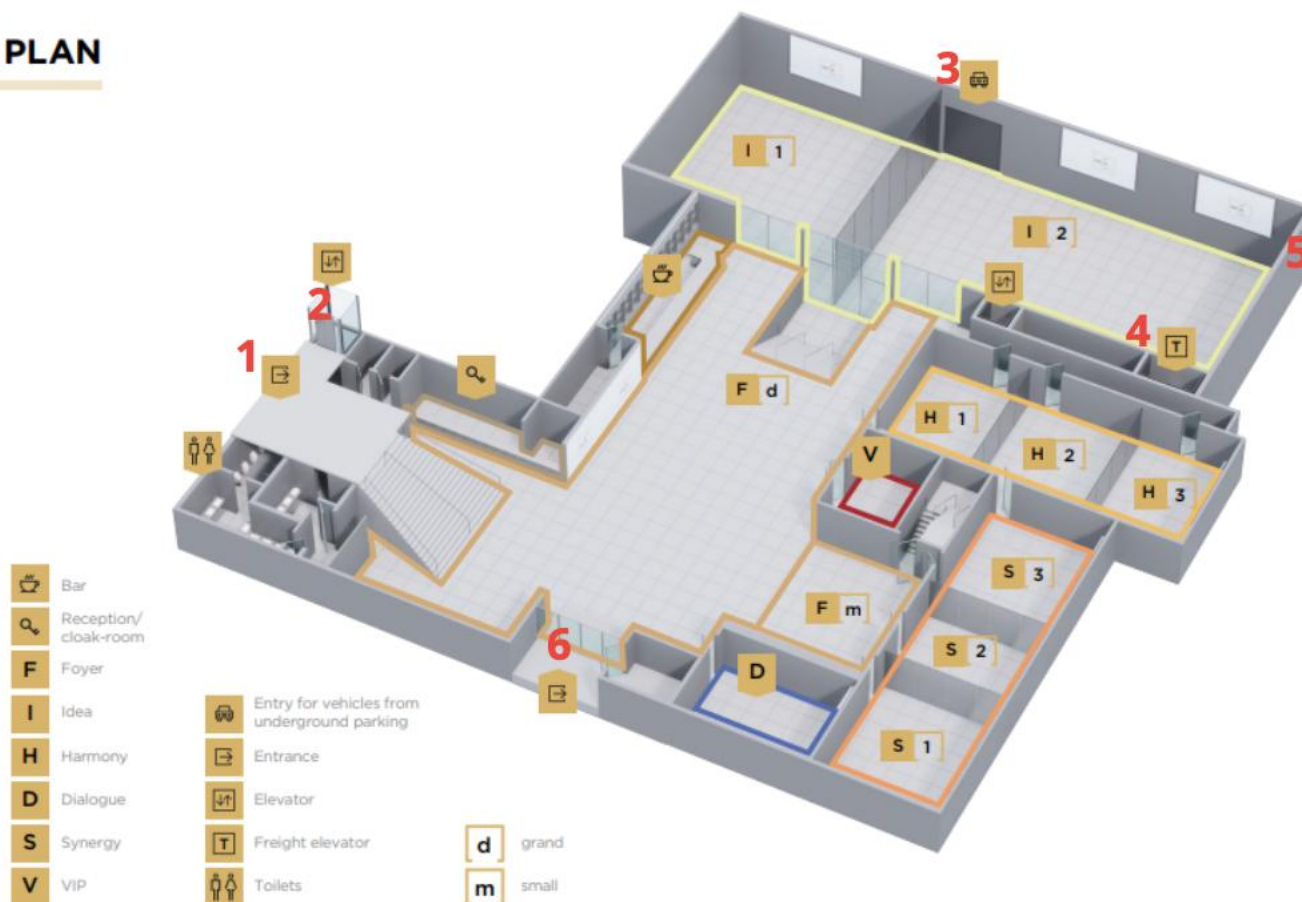 PLAN
3
I 1
I 2
5
2
4
T
1
F d
H 1
V
H 2
H 3
S 3
F m
S 2
6
D
S 1
Bar
Reception/
cloak-room
F Foyer
I Idea
H Harmony
D Dialogue
S Synergy
V VIP
Entry for vehicles from
underground parking
Entrance
Elevator
T Freight elevator
Toilets
d grand
m small